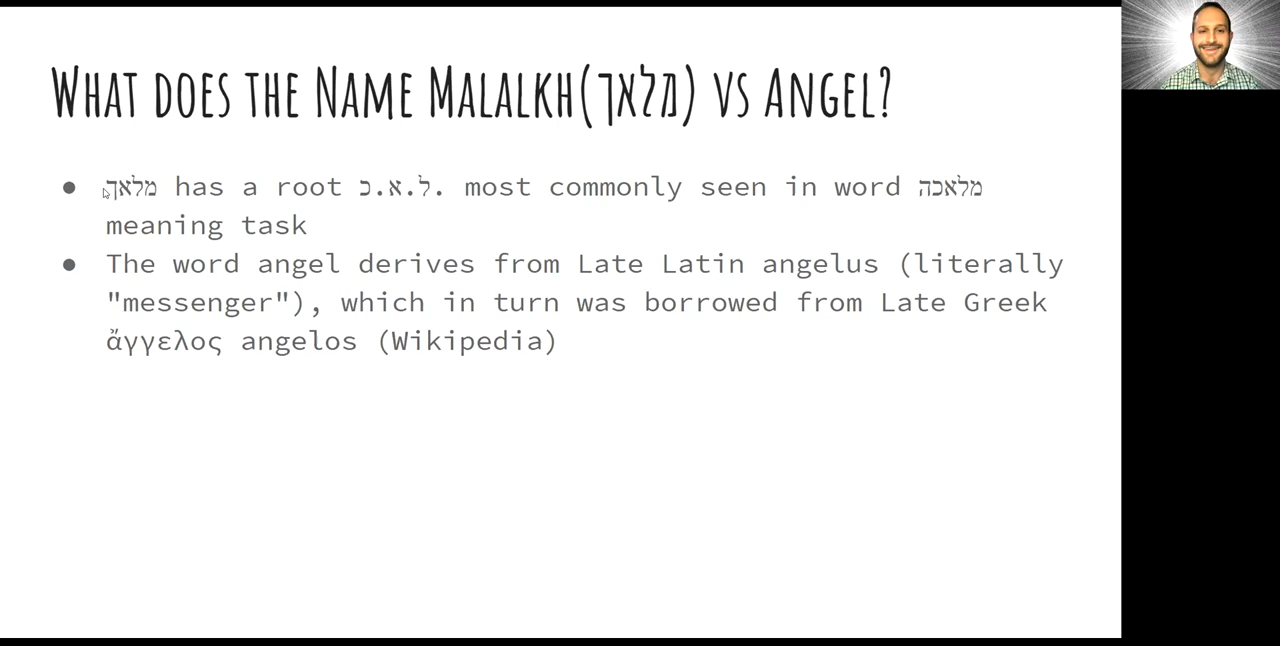 WHAT DOES THE NAME MALALKH(מלאך) VS ANGEL?
● מלאך has a root ל.א.כ. most commonly seen in word מלאכה
meaning task
● The word angel derives from Late Latin angelus (literally
"messenger"), which in turn was borrowed from Late Greek
ἄγγελος angelos (Wikipedia)